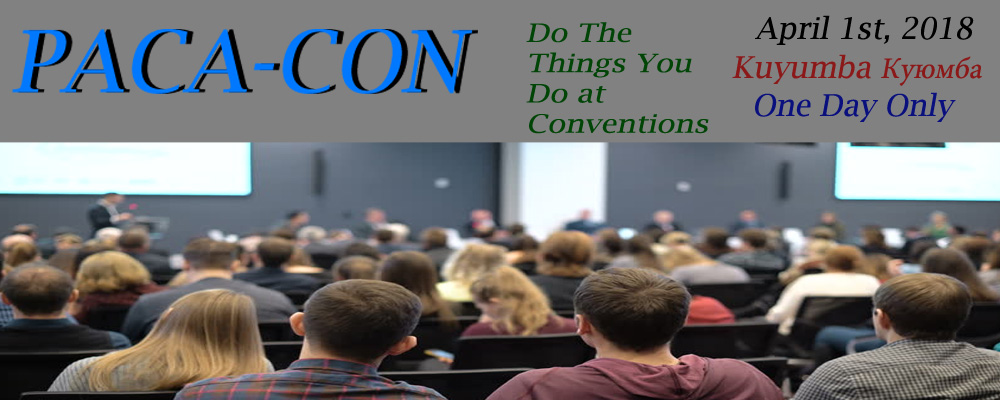 PACA-CON
Do The
Things You
Do at
Conventions
April 1st, 2018
Kuyumba Куюмба
One Day Only